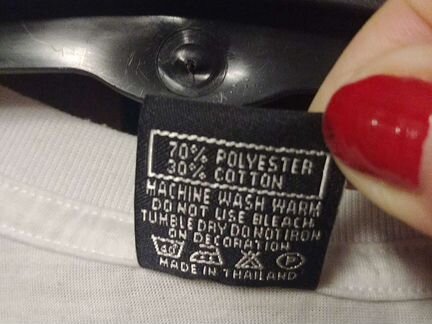 70% POLYESTER
30% COTTON
MACHINE WASH WARM
DO NOT USE BLEACH
TUMBLE DRY DO NOT IRON
ON DECORATION
P
MADE IN THAILAND